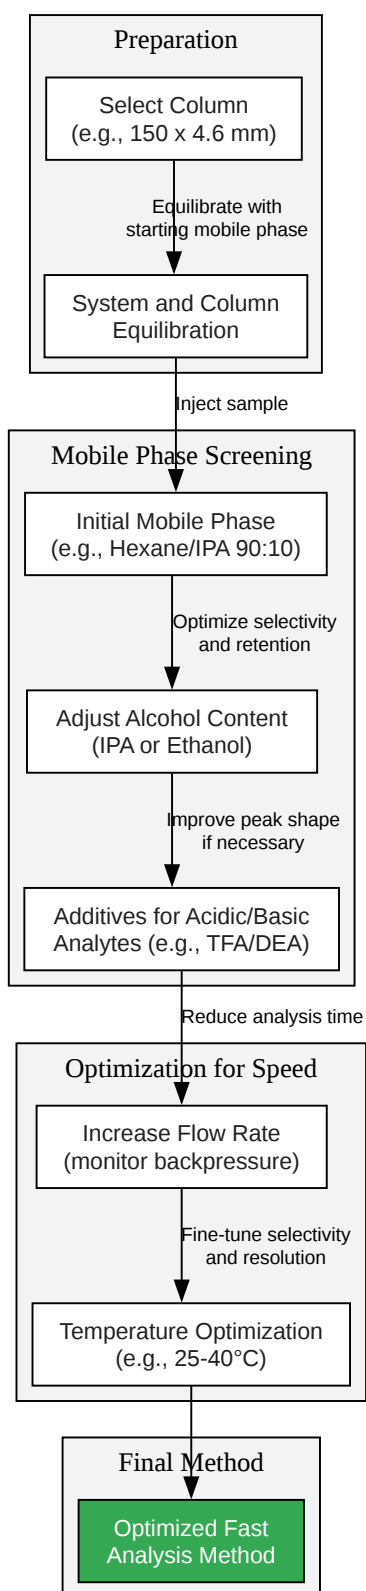 Preparation
Select Column
(e.g., 150 x 4.6 mm)
Equilibrate with
starting mobile phase
System and Column
Equilibration
Inject sample
Mobile Phase Screening
Initial Mobile Phase
(e.g., Hexane/IPA 90:10)
Optimize selectivity
and retention
Adjust Alcohol Content
(IPA or Ethanol)
Improve peak shape
if necessary
Additives for Acidic/Basic
Analytes (e.g., TFA/DEA)
Reduce analysis time
Optimization for Speed
Increase Flow Rate
(monitor backpressure)
Fine-tune selectivity
and resolution
Temperature Optimization
(e.g., 25-40°C)
Final Method
Optimized Fast
Analysis Method